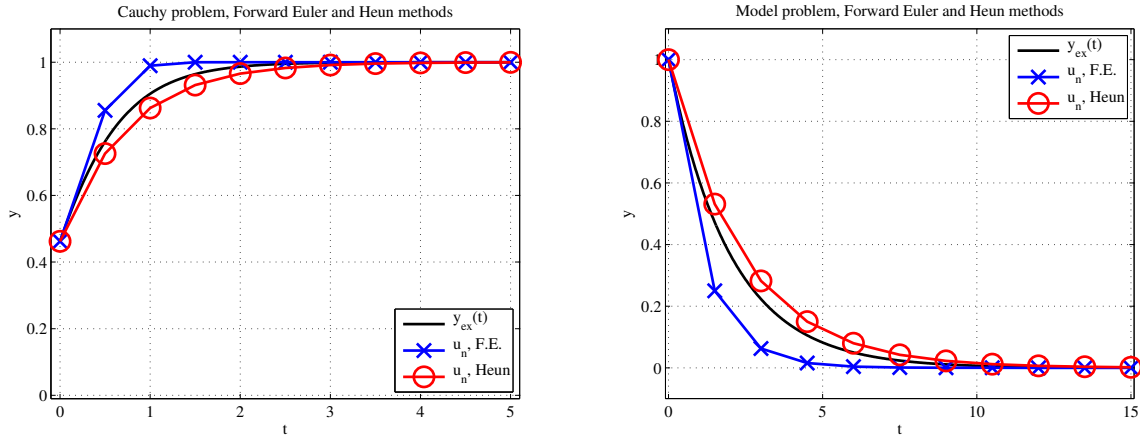 Cauchy problem, Forward Euler and Heun methods
1
0.8
0.6
0.4
0.2
0
y
0 1 2 3 4 5
t
y_ex(t)
u_n, F.E.
u_n, Heun
Model problem, Forward Euler and Heun methods
1
0.8
0.6
0.4
0.2
0
y
0 5 10 15
t
y_ex(t)
u_n, F.E.
u_n, Heun